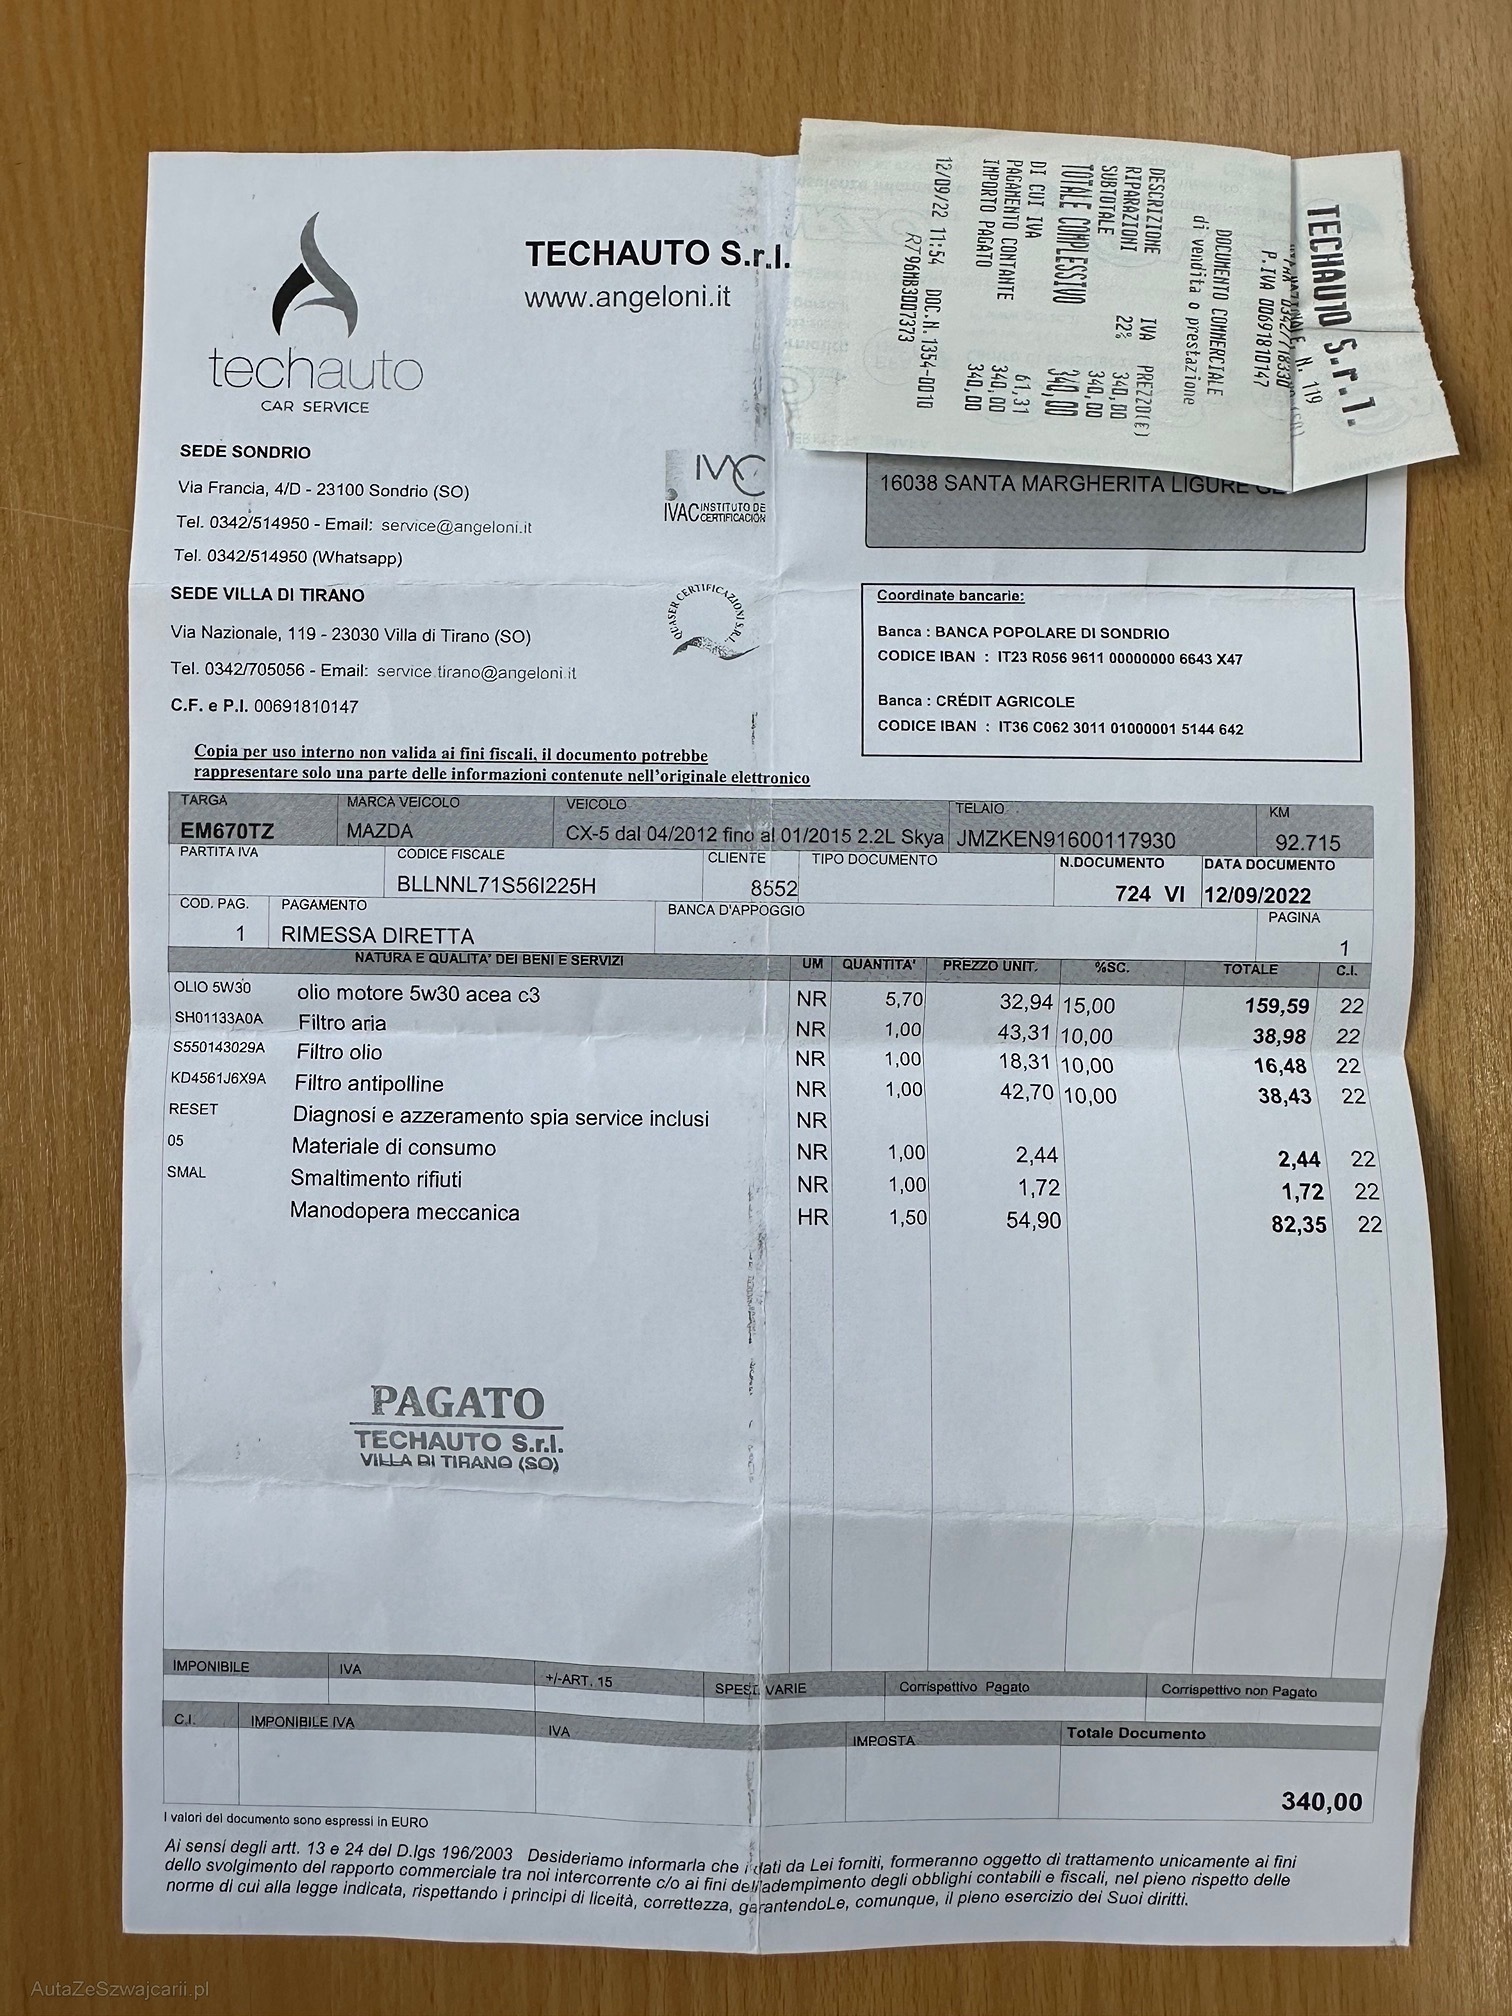 TECHAUTO S.r.l.
www.angeloni.it
techauto
CAR SERVICE
SEDE SONDRIO
Via Francia, 4/D - 23100 Sondrio (SO)
Tel. 0342/514950 - Email: service@angeloni.it
Tel. 0342/514950 (Whatsapp)
SEDE VILLA DI TIRANO
Via Nazionale, 119 - 23030 Villa di Tirano (SO)
Tel. 0342/705056 - Email: service.tirano@angeloni.it
C.F. e P.I. 00691810147
IVAC
IVAC INSTITUTO DE CERTIFICACIÓN
QUASER CERTIFICAZIONI S.R.L.
TECHAUTO S.r.l.
N. 119
0342/718330
P.IVA 00691810147
DOCUMENTO COMMERCIALE
di vendita o prestazione
DESCRIZIONE IVA PREZZO(€)
RIPARAZIONI 22% 340,00
SUBTOTALE 340,00
TOTALE COMPLESSIVO 340,00
DI CUI IVA 61,31
PAGAMENTO CONTANTE 340,00
IMPORTO PAGATO 340,00
12/09/22 11:54 DOC.N.1354-0010
RT 96MB3007373
16038 SANTA MARGHERITA LIGURE
Coordinate bancarie:
Banca : BANCA POPOLARE DI SONDRIO
CODICE IBAN : IT23 R056 9611 00000000 6643 X47
Banca : CRÉDIT AGRICOLE
CODICE IBAN : IT36 C062 3011 01000001 5144 642
Copia per uso interno non valida ai fini fiscali, il documento potrebbe
rappresentare solo una parte delle informazioni contenute nell'originale elettronico
TARGA MARCA VEICOLO VEICOLO TELAIO KM
EM670TZ MAZDA CX-5 dal 04/2012 fino al 01/2015 2.2L Skya JMZKEN91600117930 92.715
PARTITA IVA CODICE FISCALE CLIENTE TIPO DOCUMENTO N.DOCUMENTO DATA DOCUMENTO
BLLNNL71S56I225H 8552 724 VI 12/09/2022
COD. PAG. PAGAMENTO BANCA D'APPOGGIO PAGINA
1 RIMESSA DIRETTA 1
NATURA E QUALITA' DEI BENI E SERVIZI UM QUANTITA' PREZZO UNIT. %SC. TOTALE C.I.
OLIO 5W30 olio motore 5w30 acea c3 NR 5,70 32,94 15,00 159,59 22
SH01133A0A Filtro aria NR 1,00 43,31 10,00 38,98 22
S550143029A Filtro olio NR 1,00 18,31 10,00 16,48 22
KD4561J6X9A Filtro antipolline NR 1,00 42,70 10,00 38,43 22
RESET Diagnosi e azzeramento spia service inclusi NR
05 Materiale di consumo NR 1,00 2,44 2,44 22
SMAL Smaltimento rifiuti NR 1,00 1,72 1,72 22
Manodopera meccanica HR 1,50 54,90 82,35 22
PAGATO
TECHAUTO S.r.l.
VILLA DI TIRANO (SO)
IMPONIBILE IVA +/-ART. 15 SPESE VARIE Corrispettivo Pagato Corrispettivo non Pagato
C.I. IMPONIBILE IVA IVA IMPOSTA Totale Documento
340,00
I valori del documento sono espressi in EURO
Ai sensi degli artt. 13 e 24 del D.lgs 196/2003 Desideriamo informarla che i dati da Lei forniti, formeranno oggetto di trattamento unicamente ai fini
dello svolgimento del rapporto commerciale tra noi intercorrente c/o ai fini dell'adempimento degli obblighi contabili e fiscali, nel pieno rispetto delle
norme di cui alla legge indicata, rispettando i principi di liceità, correttezza, garantendoLe, comunque, il pieno esercizio dei Suoi diritti.
AutaZeSzwajcarii.pl